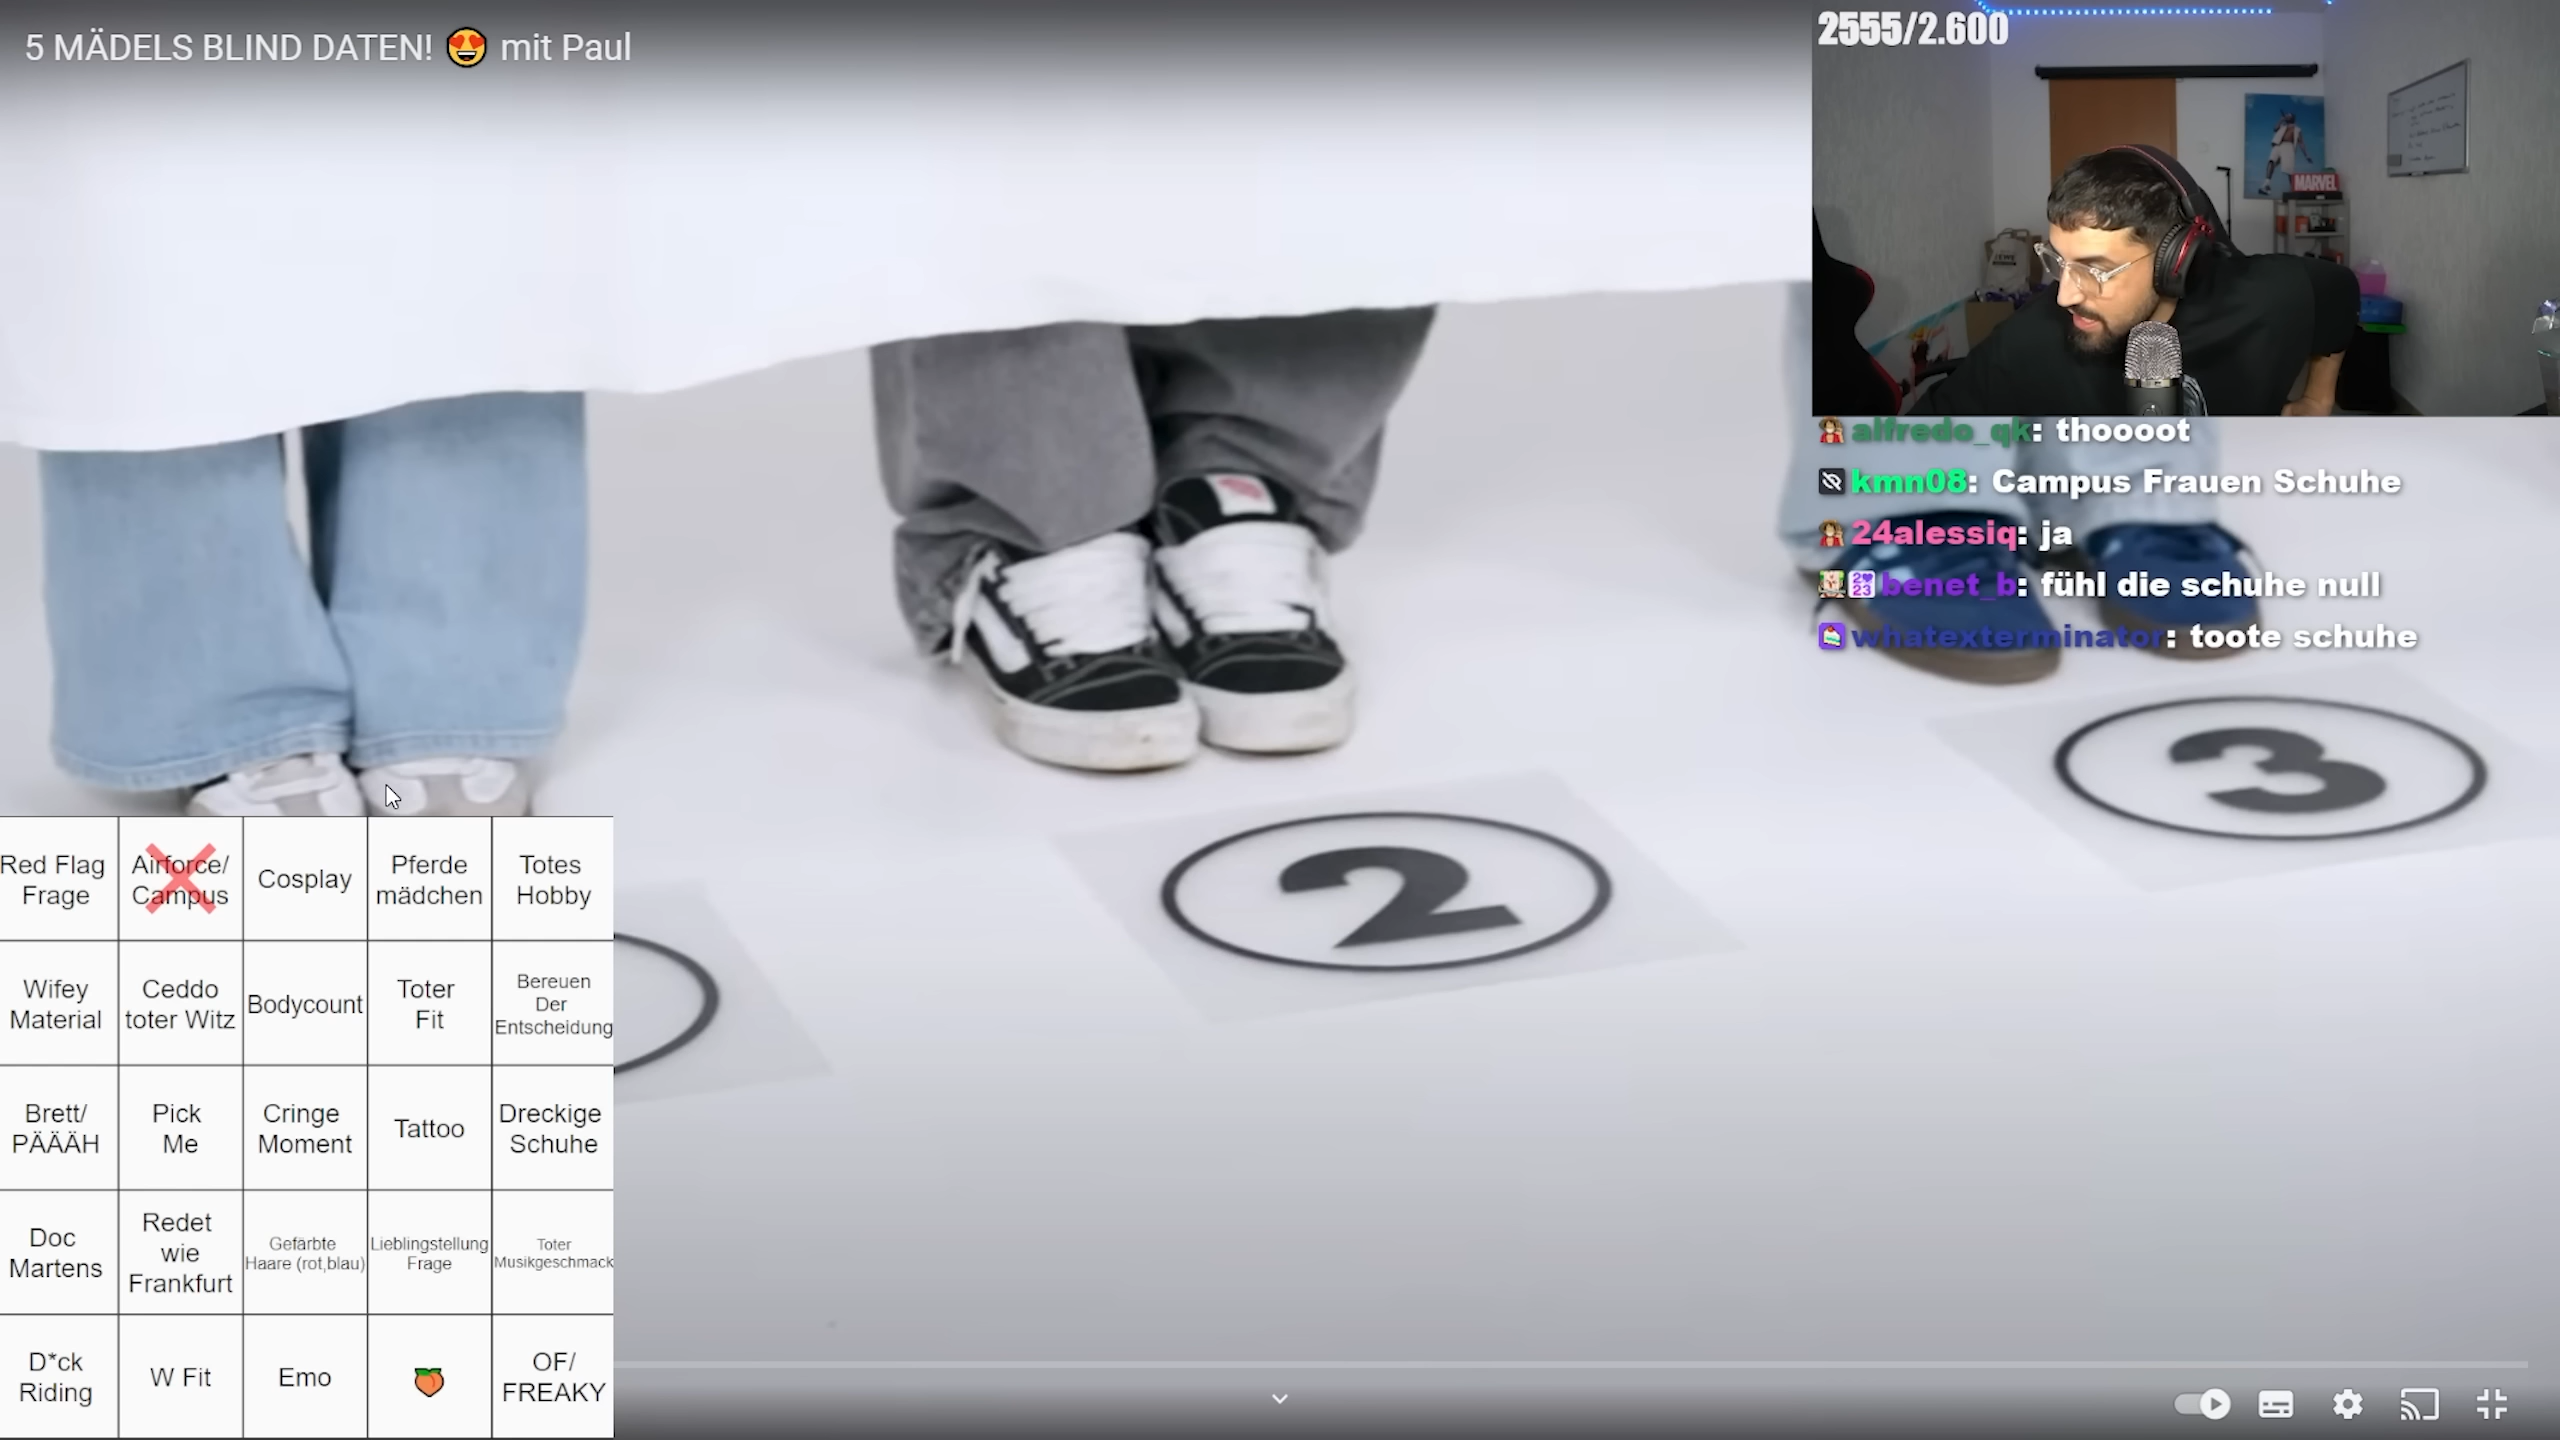 5 MÄDELS BLIND DATEN! 😍 mit Paul
2555/2.600
MARVEL
alfredo_qk: thoooot
kmn08: Campus Frauen Schuhe
24alessiq: ja
benet_b: fühl die schuhe null
whatexterminator: toote schuhe
2
3
Red Flag
Frage
Airforce/
Campus
Cosplay
Pferde
mädchen
Totes
Hobby
Wifey
Material
Ceddo
toter Witz
Bodycount
Toter
Fit
Bereuen
Der
Entscheidung
Brett/
PÄÄÄH
Pick
Me
Cringe
Moment
Tattoo
Dreckige
Schuhe
Doc
Martens
Redet
wie
Frankfurt
Gefärbte
Haare (rot,blau)
Lieblingstellung
Frage
Toter
Musikgeschmack
D*ck
Riding
W Fit
Emo
🍑
OF/
FREAKY